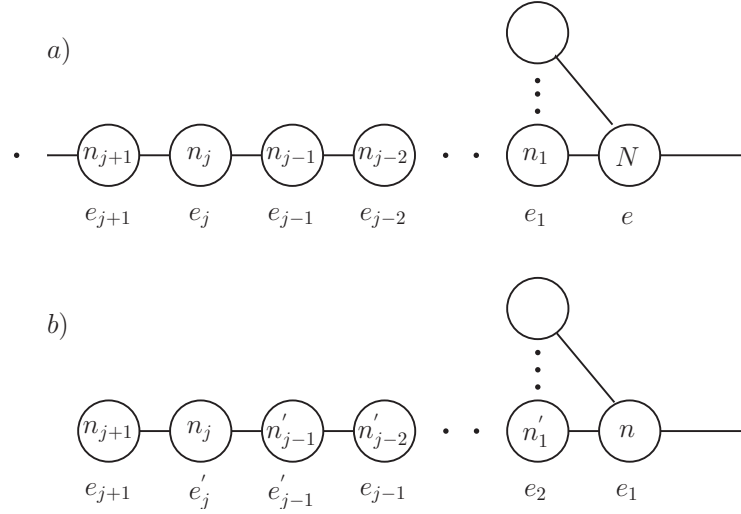 a)
n_{j+1} n_j n_{j-1} n_{j-2} n_1 N
e_{j+1} e_j e_{j-1} e_{j-2} e_1 e
b)
n_{j+1} n_j n'_{j-1} n'_{j-2} n'_1 n
e_{j+1} e'_j e'_{j-1} e_{j-1} e_2 e_1